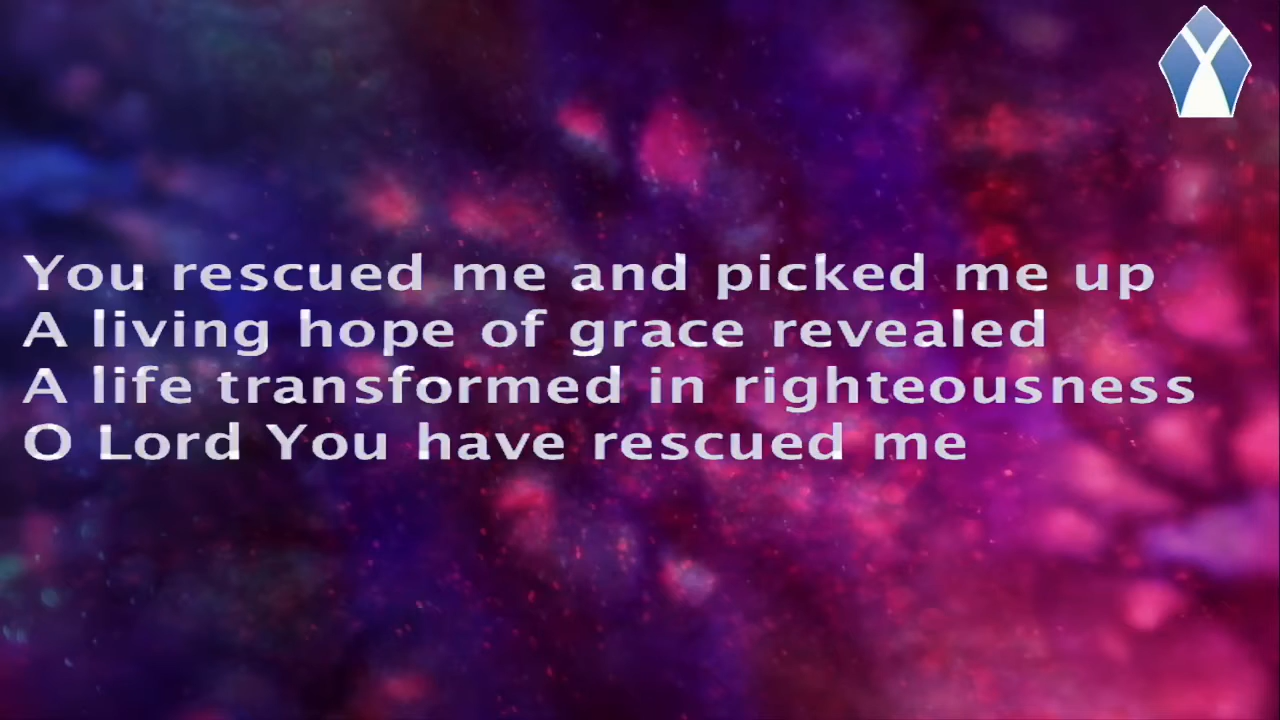 You rescued me and picked me up
A living hope of grace revealed
A life transformed in righteousness
O Lord You have rescued me